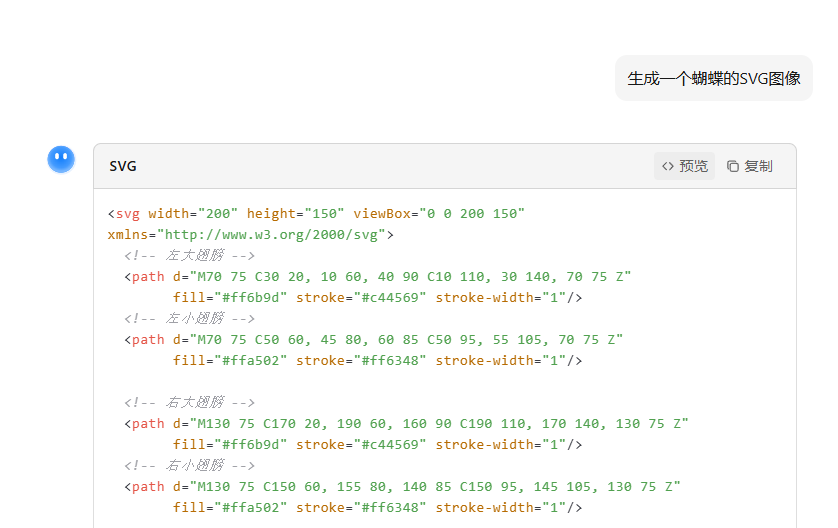 生成一个蝴蝶的SVG图像
SVG
<> 预览
复制
<svg width="200" height="150" viewBox="0 0 200 150"
xmlns="http://www.w3.org/2000/svg">
  <!-- 左大翅膀 -->
  <path d="M70 75 C30 20, 10 60, 40 90 C10 110, 30 140, 70 75 Z"
        fill="#ff6b9d" stroke="#c44569" stroke-width="1"/>
  <!-- 左小翅膀 -->
  <path d="M70 75 C50 60, 45 80, 60 85 C50 95, 55 105, 70 75 Z"
        fill="#ffa502" stroke="#ff6348" stroke-width="1"/>
  <!-- 右大翅膀 -->
  <path d="M130 75 C170 20, 190 60, 160 90 C190 110, 170 140, 130 75 Z"
        fill="#ff6b9d" stroke="#c44569" stroke-width="1"/>
  <!-- 右小翅膀 -->
  <path d="M130 75 C150 60, 155 80, 140 85 C150 95, 145 105, 130 75 Z"
        fill="#ffa502" stroke="#ff6348" stroke-width="1"/>